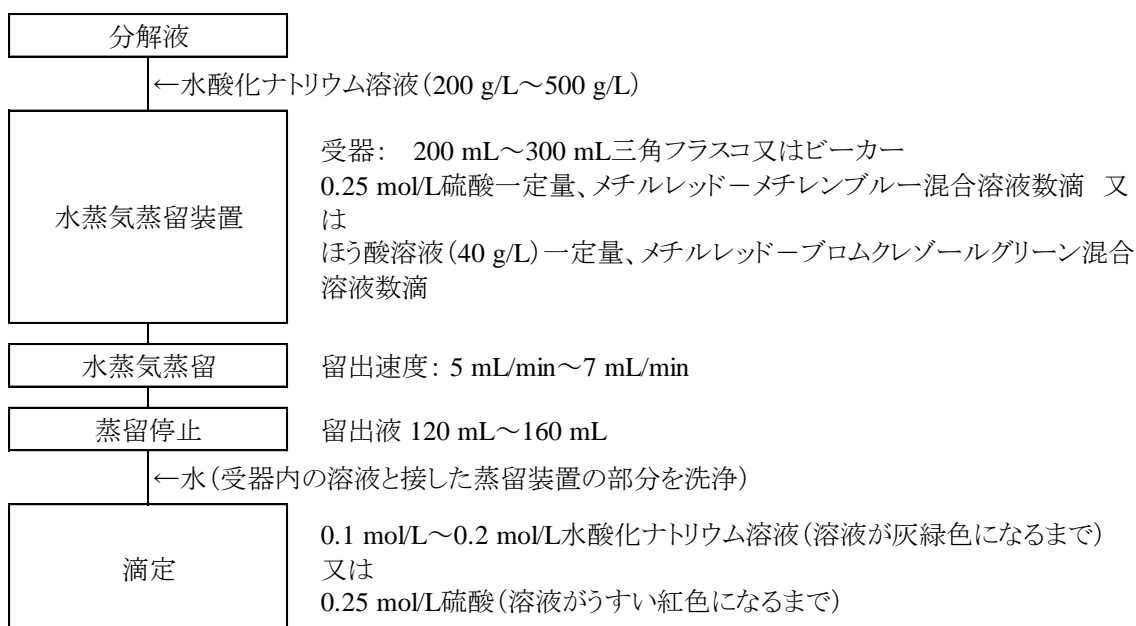 分解液
←水酸化ナトリウム溶液(200 g/L～500 g/L)
水蒸気蒸留装置
受器： 200 mL～300 mL三角フラスコ又はビーカー
0.25 mol/L硫酸一定量、メチルレッド－メチレンブルー混合溶液数滴 又
は
ほう酸溶液(40 g/L)一定量、メチルレッド－ブロムクレゾールグリーン混合
溶液数滴
水蒸気蒸留
留出速度： 5 mL/min～7 mL/min
蒸留停止
留出液 120 mL～160 mL
←水(受器内の溶液と接した蒸留装置の部分を洗浄)
滴定
0.1 mol/L～0.2 mol/L水酸化ナトリウム溶液(溶液が灰緑色になるまで)
又は
0.25 mol/L硫酸(溶液がうすい紅色になるまで)